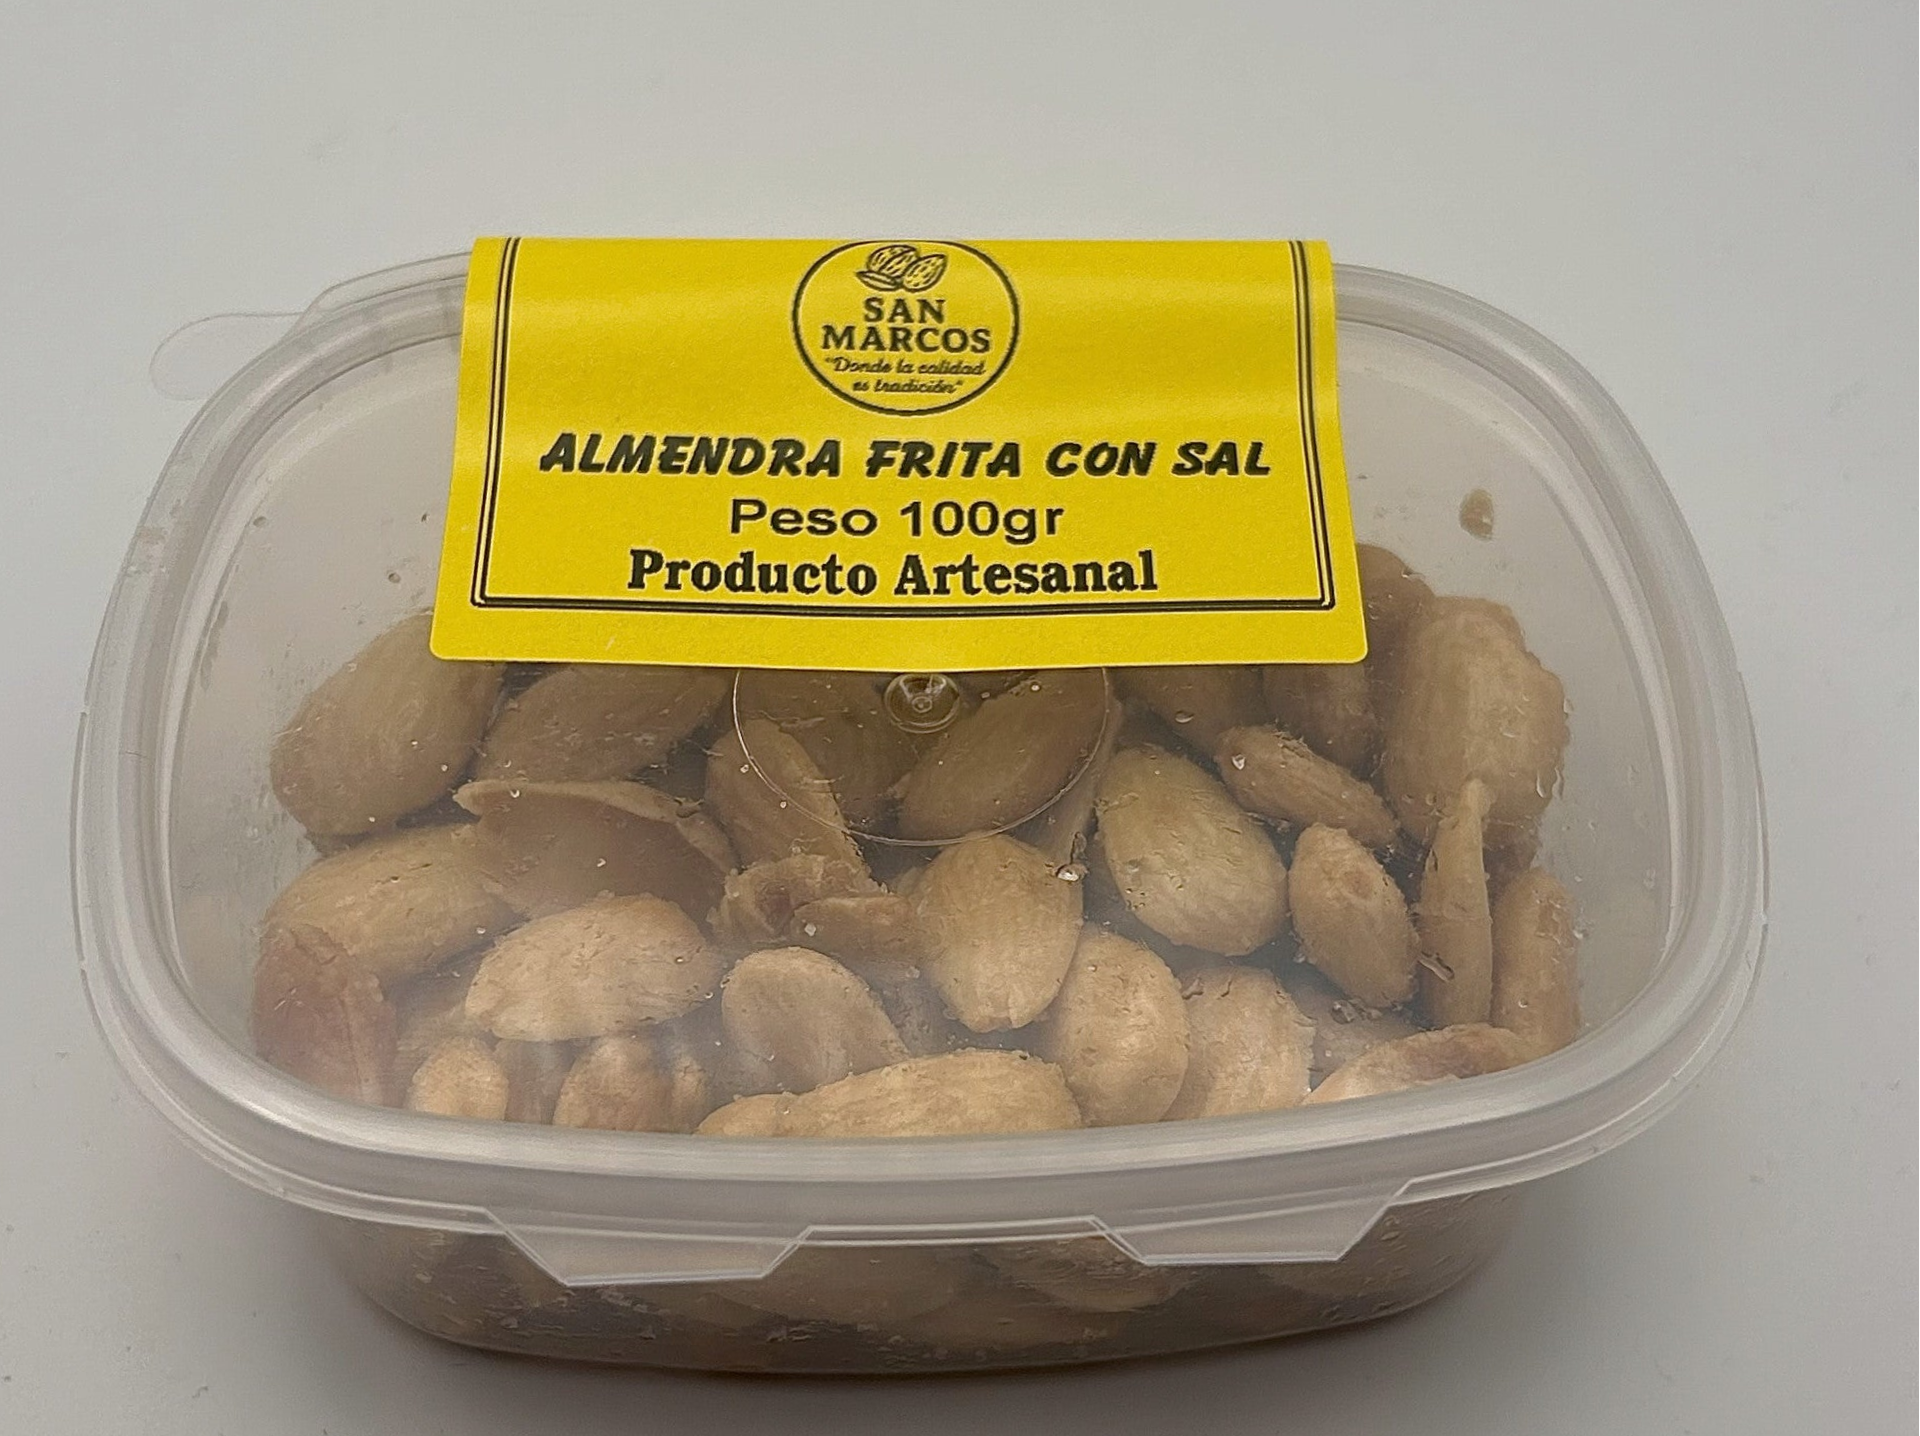 SAN
MARCOS
"Donde la calidad
es tradición"
ALMENDRA FRITA CON SAL
Peso 100gr
Producto Artesanal